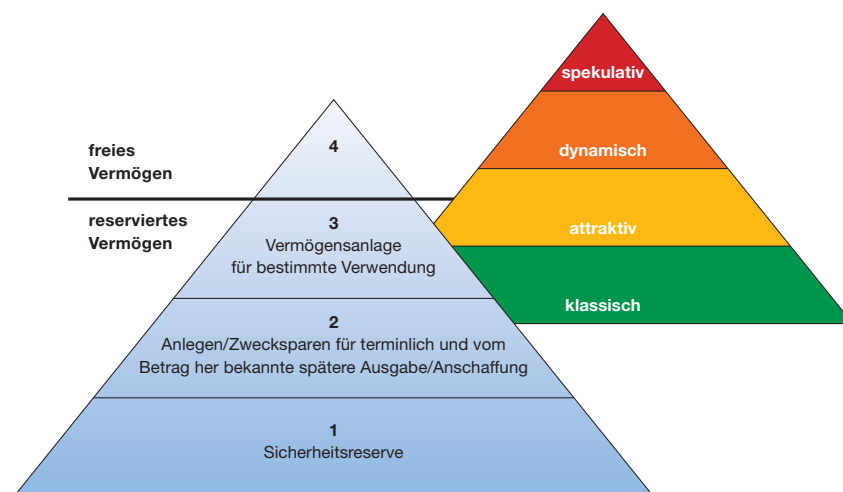 spekulativ
dynamisch
attraktiv
klassisch
freies
Vermögen
reserviertes
Vermögen
4
3
Vermögensanlage
für bestimmte Verwendung
2
Anlegen/Zwecksparen für terminlich und vom
Betrag her bekannte spätere Ausgabe/Anschaffung
1
Sicherheitsreserve